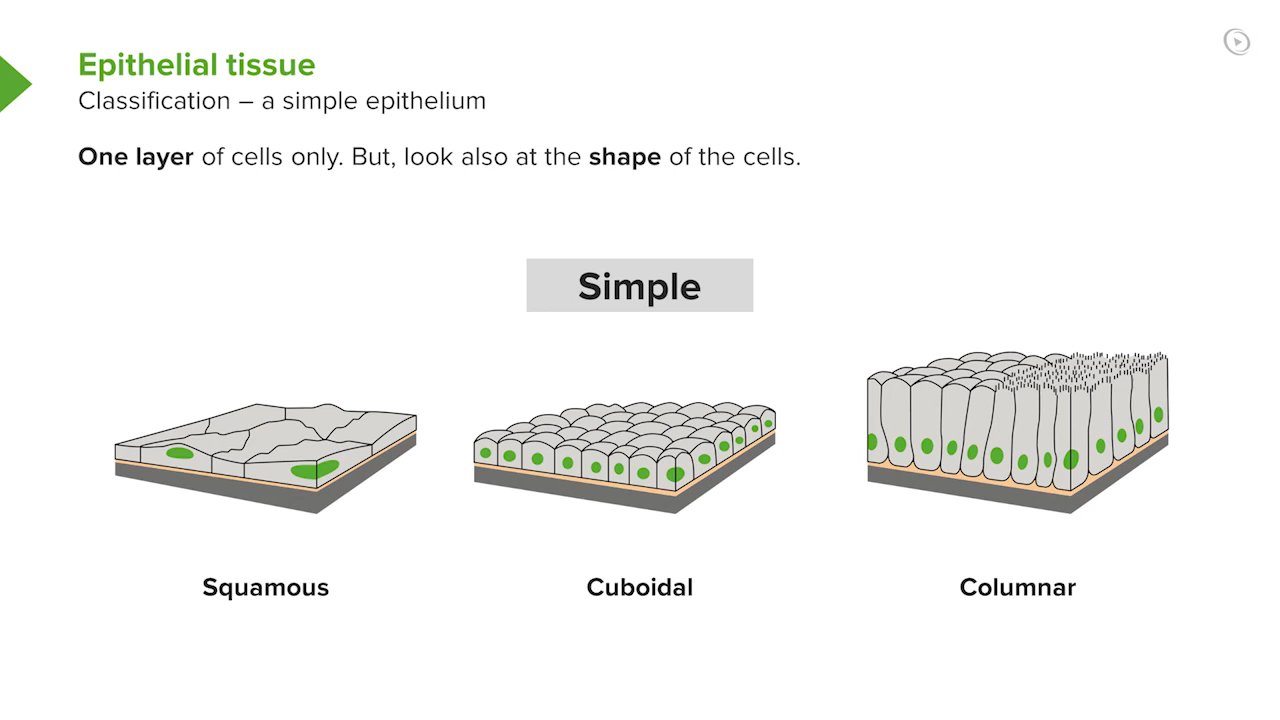 Epithelial tissue
Classification – a simple epithelium
One layer of cells only. But, look also at the shape of the cells.
Simple
Squamous
Cuboidal
Columnar